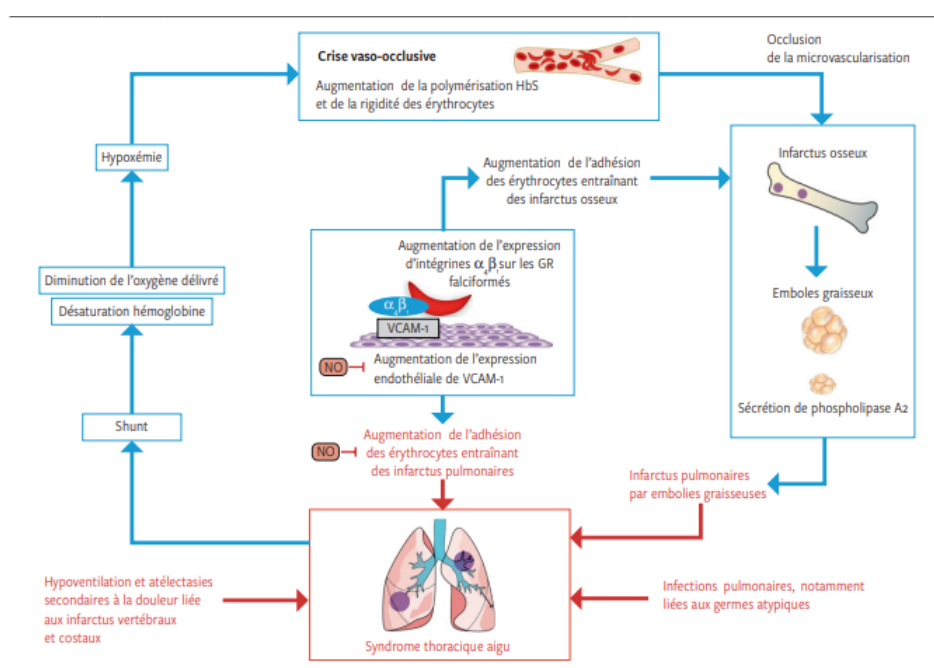 Crise vaso-occlusive
Augmentation de la polymérisation HbS
et de la rigidité des érythrocytes
Occlusion
de la microvascularisation
Hypoxémie
Augmentation de l'adhésion
des érythrocytes entraînant
des infarctus osseux
Infarctus osseux
Augmentation de l'expression
d'intégrines α4β1 sur les GR
falciformés
α4β1
VCAM-1
NO
Augmentation de l'expression
endothéliale de VCAM-1
Diminution de l'oxygène délivré
Désaturation hémoglobine
Emboles graisseux
Sécrétion de phospholipase A2
Shunt
NO
Augmentation de l'adhésion
des érythrocytes entraînant
des infarctus pulmonaires
Infarctus pulmonaires
par embolies graisseuses
Hypoventilation et atélectasies
secondaires à la douleur liée
aux infarctus vertébraux
et costaux
Infections pulmonaires, notamment
liées aux germes atypiques
Syndrome thoracique aigu